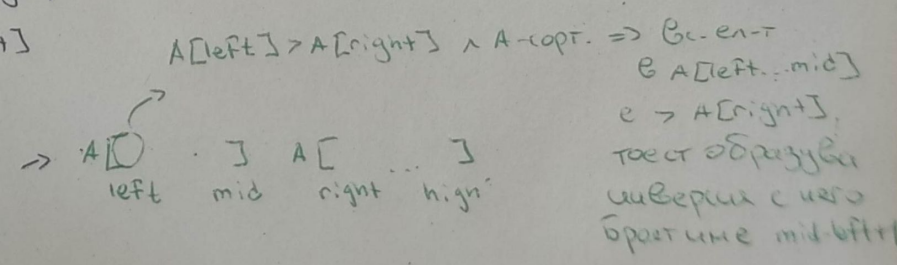 +]
A[left] > A[right] ∧ A-сорт. => вс. ел-т
в A[left...mid]
е > A[right],
тоест образува
инверсия с него
броят им е mid-left+1
=> A[ . ] A[ ... ]
left mid right high